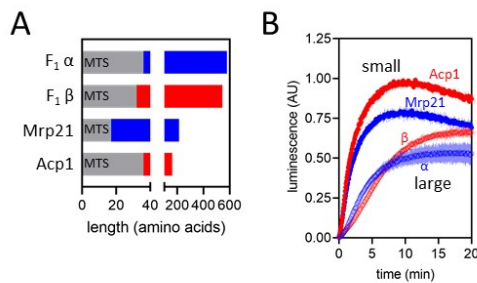 A
F₁ α MTS
F₁ β MTS
Mrp21 MTS
Acp1 MTS
0 20 40 200 400 600
length (amino acids)
B
luminescence (AU)
1.25
1.00
0.75
0.50
0.25
0.00
small
Acp1
Mrp21
β
α
large
0 5 10 15 20
time (min)